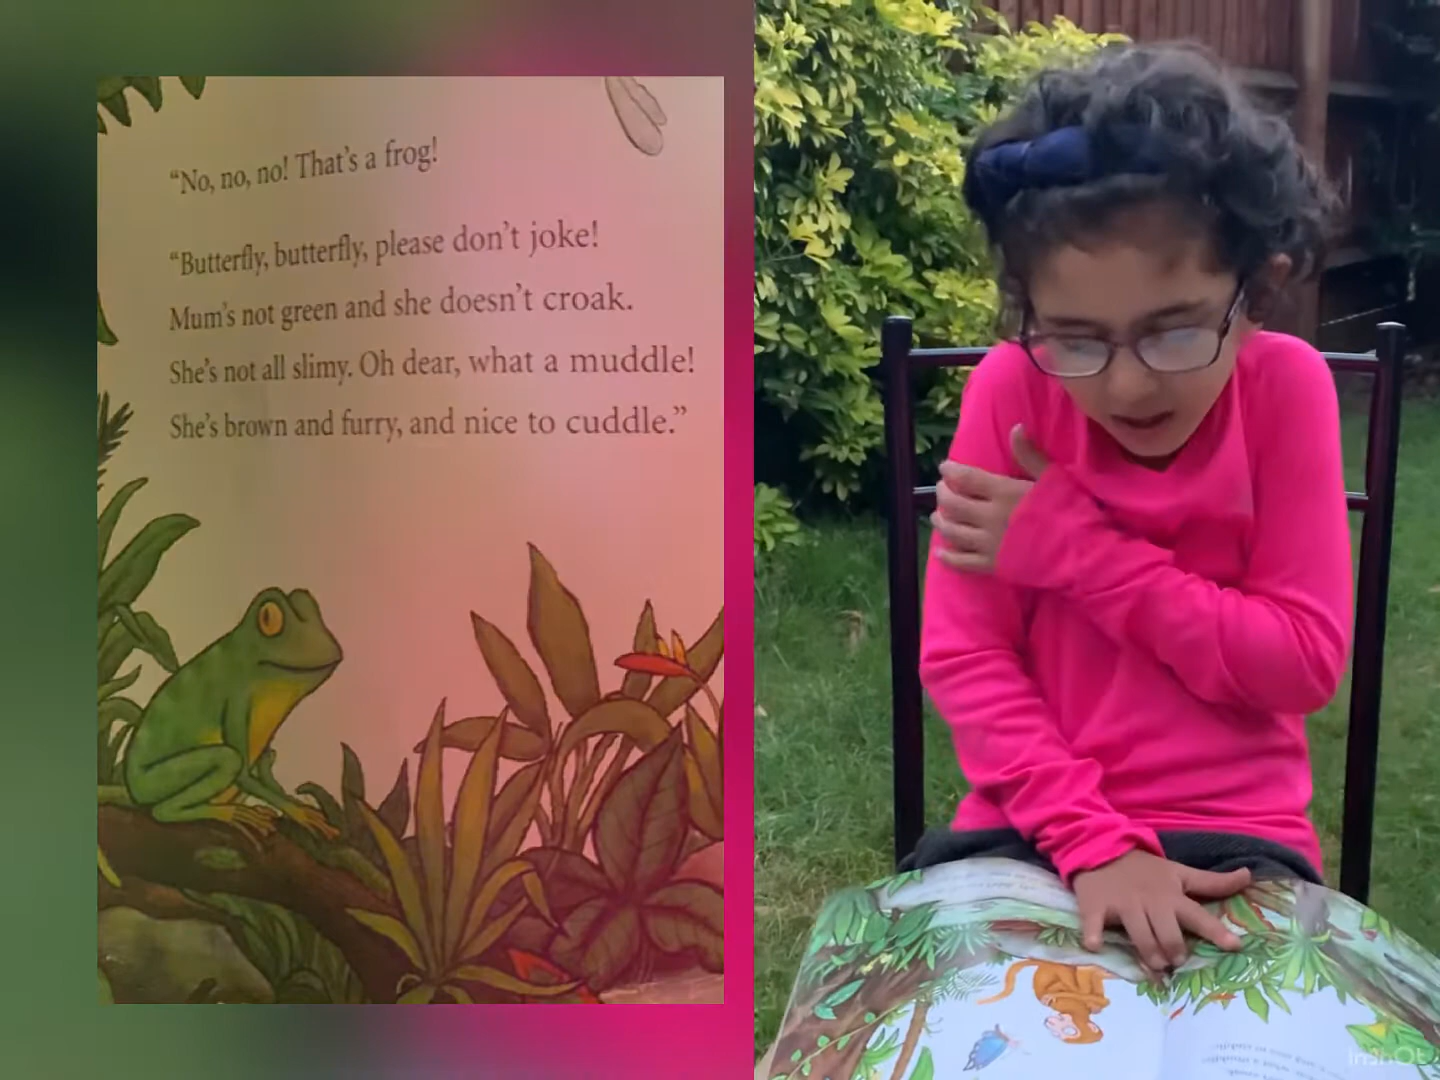 “No, no, no! That’s a frog!
“Butterfly, butterfly, please don’t joke!
Mum’s not green and she doesn’t croak.
She’s not all slimy. Oh dear, what a muddle!
She’s brown and furry, and nice to cuddle.”